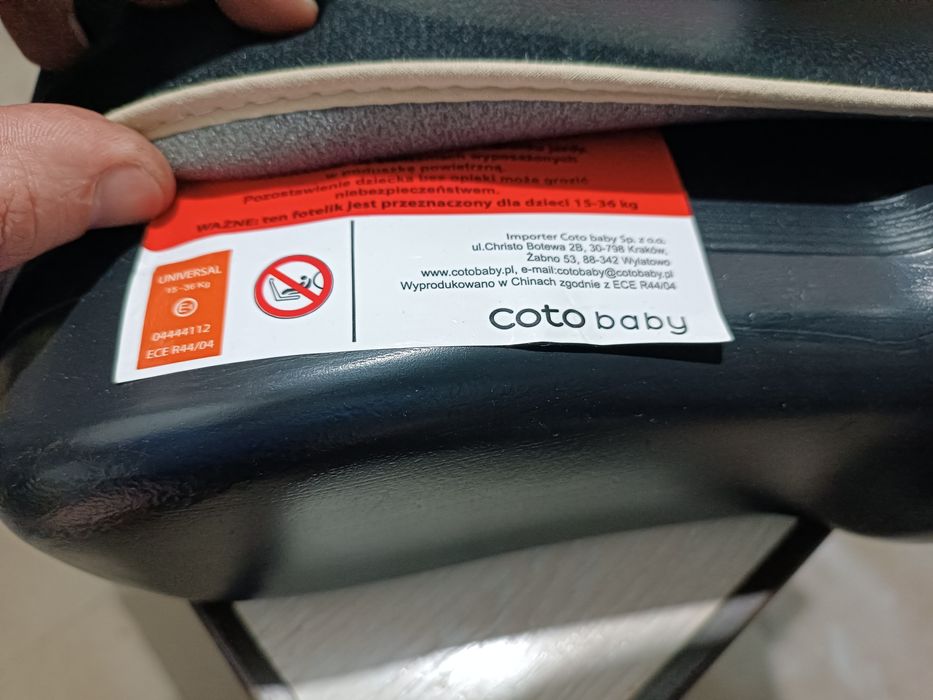 wyposażonych
w poduszkę powietrzną.
Pozostawienie dziecka bez opieki może grozić
niebezpieczeństwem.
WAŻNE: ten fotelik jest przeznaczony dla dzieci 15-36 kg
UNIVERSAL
15-36 Kg
E
04444112
ECE R44/04
Importer Coto baby Sp. z o.o.
ul.Christo Botewa 2B, 30-798 Kraków,
Żabno 53, 88-342 Wylatowo
www.cotobaby.pl, e-mail:cotobaby@cotobaby.pl
Wyprodukowano w Chinach zgodnie z ECE R44/04
coto baby